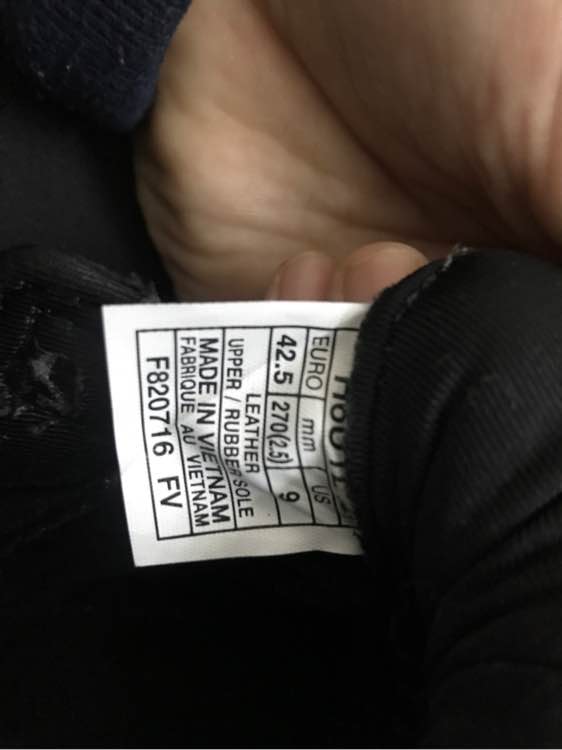 EURO mm US
42.5 270(2.5) 9
LEATHER
UPPER / RUBBER SOLE
MADE IN VIETNAM
FABRIQUE AU VIETNAM
F820716 FV